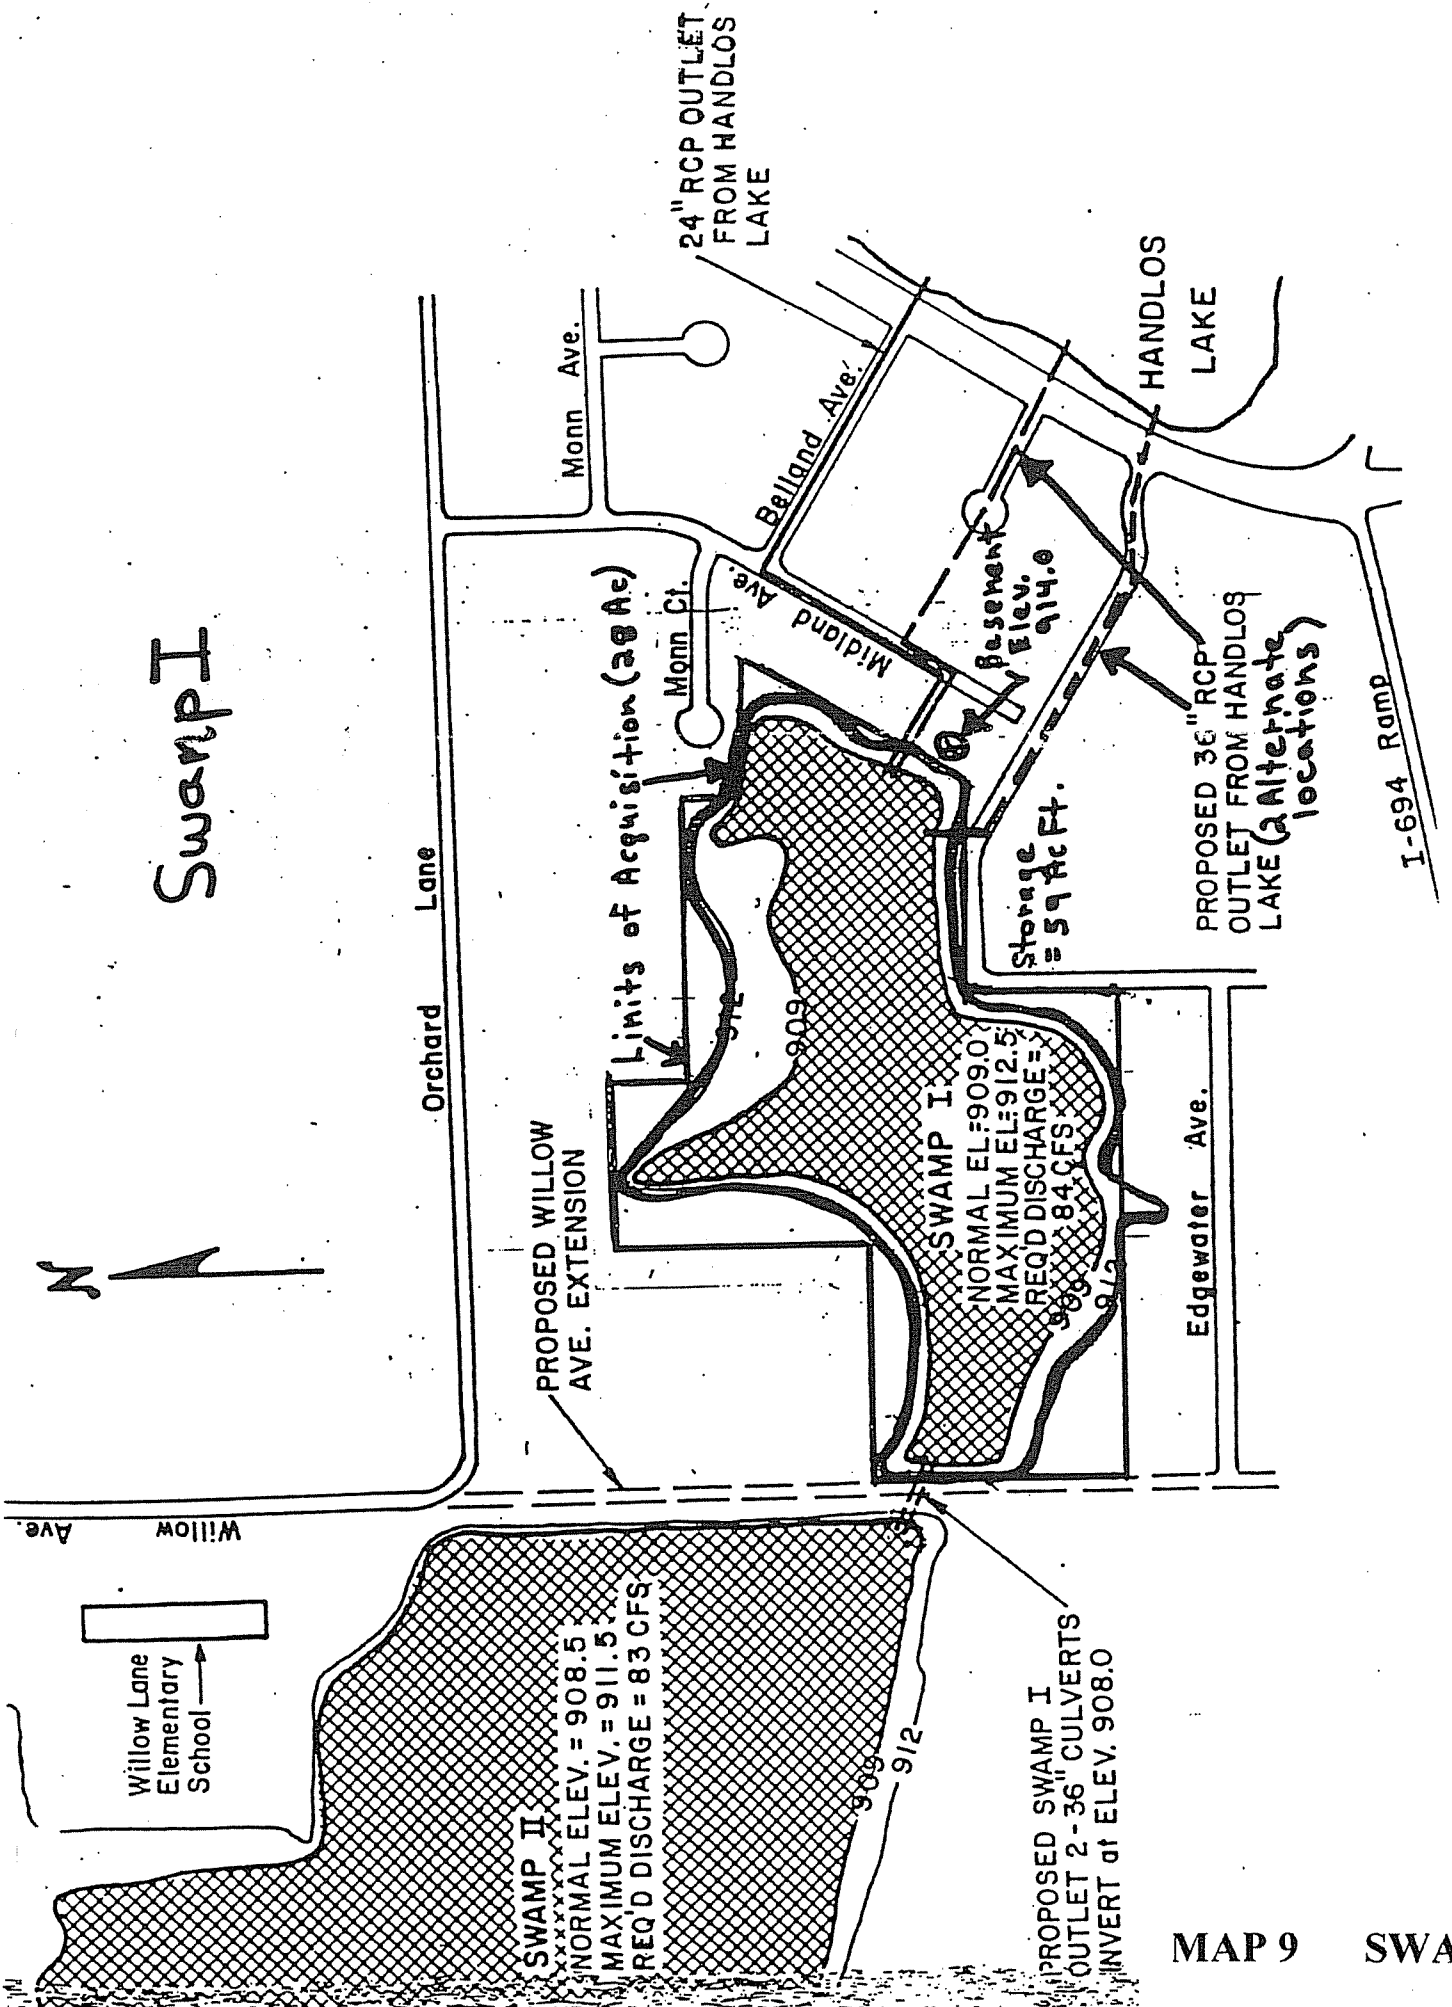 Swamp I
N
Willow Ave.
Willow Lane
Elementary
School
Orchard Lane
Monn Ave.
Monn Ct.
Belland Ave.
Midland Ave.
24" RCP OUTLET
FROM HANDLOS
LAKE
PROPOSED WILLOW
AVE. EXTENSION
Limits of Acquisition (28 Ac)
912
909
Basement
Elev.
914.0
HANDLOS
LAKE
SWAMP II
NORMAL ELEV. = 908.5
MAXIMUM ELEV. = 911.5
REQ'D DISCHARGE = 83 CFS
909
912
SWAMP I
NORMAL EL.=909.0
MAXIMUM EL.=912.5
REQ'D DISCHARGE=
84 CFS
909
912
Storage
= 59 Ac Ft.
PROPOSED 36" RCP
OUTLET FROM HANDLOS
LAKE (2 Alternate
locations)
Edgewater Ave.
I-694 Ramp
PROPOSED SWAMP I
OUTLET 2-36" CULVERTS
INVERT at ELEV. 908.0
MAP 9 SWA